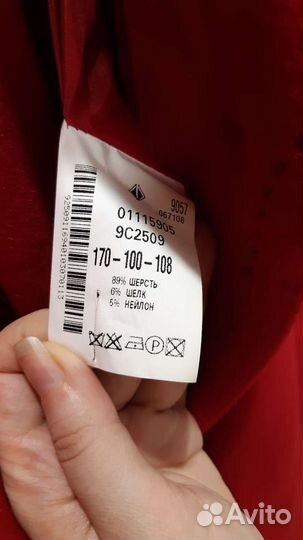 9057
067108
01115905
9C2509
170-100-108
89% ШЕРСТЬ
6% ШЕЛК
5% НЕЙЛОН
P
Avito